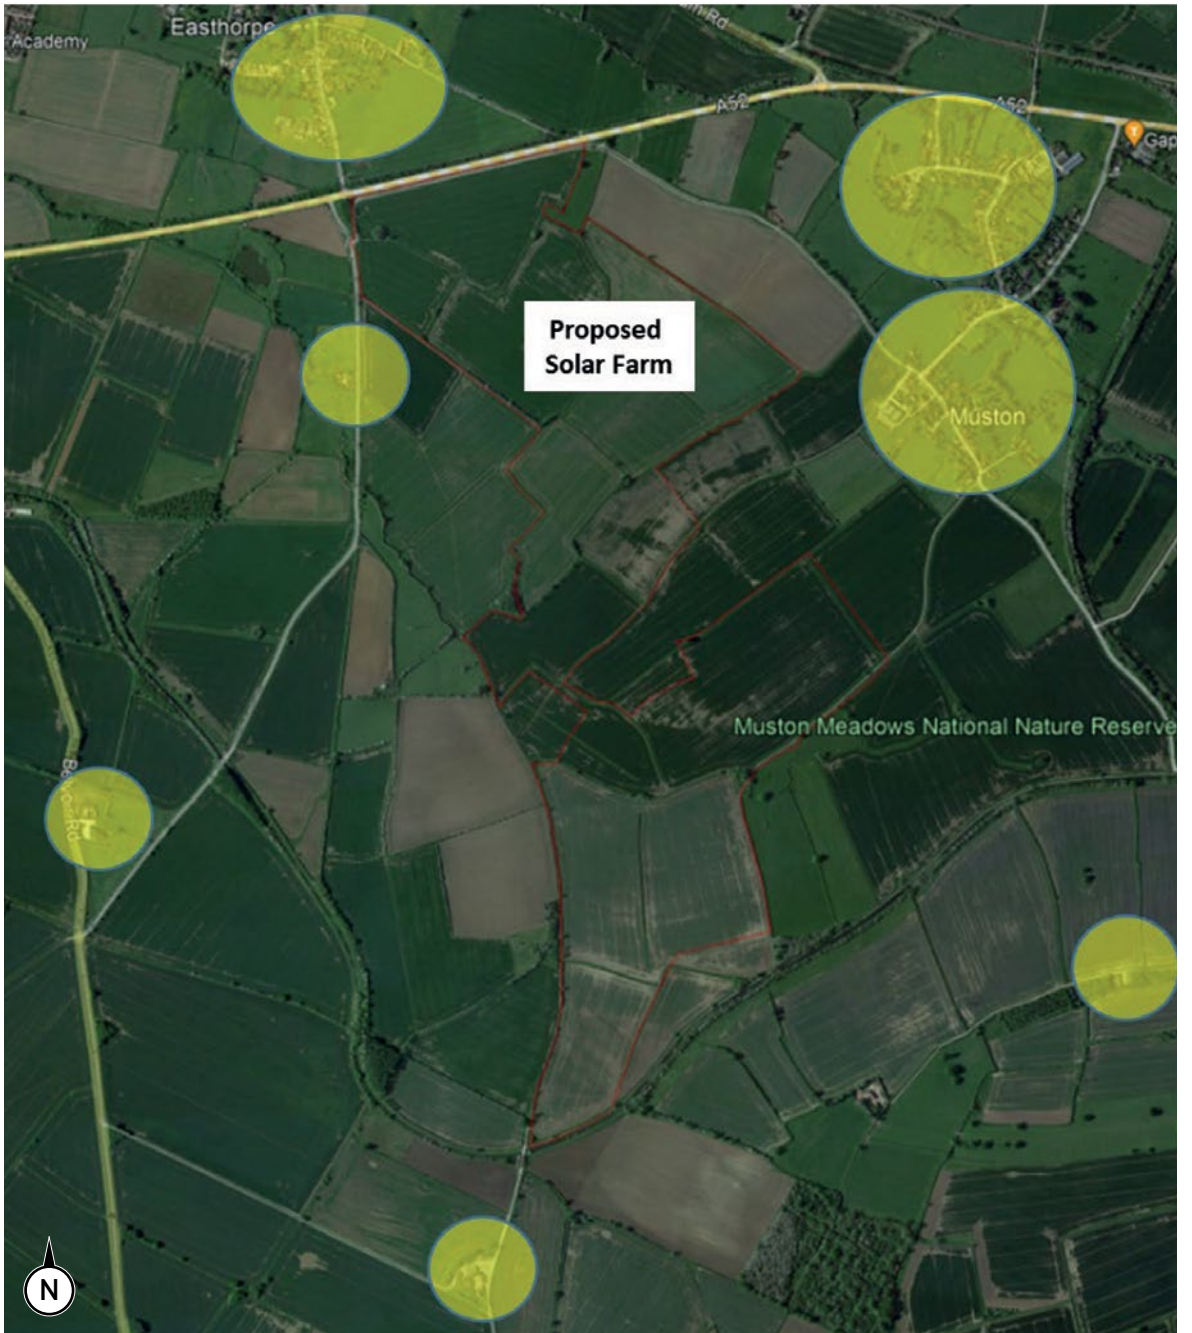 Easthorpe
Academy
A52
A52
Gap
Proposed
Solar Farm
Muston
Muston Meadows National Nature Reserve
N